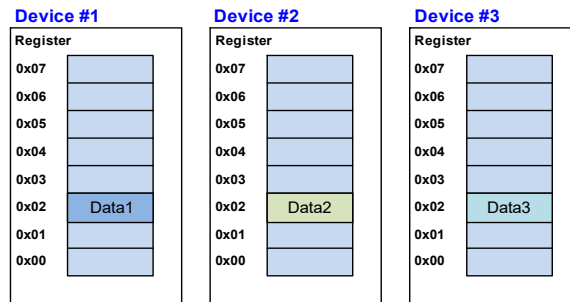 Device #1
Device #2
Device #3
Register
0x07
0x06
0x05
0x04
0x03
0x02 Data1
0x01
0x00
Register
0x07
0x06
0x05
0x04
0x03
0x02 Data2
0x01
0x00
Register
0x07
0x06
0x05
0x04
0x03
0x02 Data3
0x01
0x00